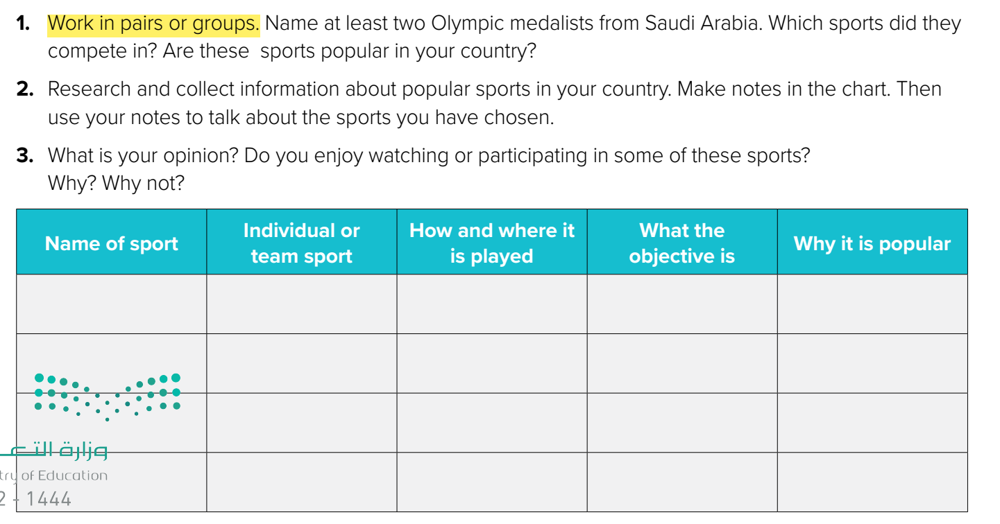 1. Work in pairs or groups. Name at least two Olympic medalists from Saudi Arabia. Which sports did they
compete in? Are these sports popular in your country?
2. Research and collect information about popular sports in your country. Make notes in the chart. Then
use your notes to talk about the sports you have chosen.
3. What is your opinion? Do you enjoy watching or participating in some of these sports?
Why? Why not?
Name of sport
Individual or
team sport
How and where it
is played
What the
objective is
Why it is popular
وزارة التع
try of Education
2 - 1444